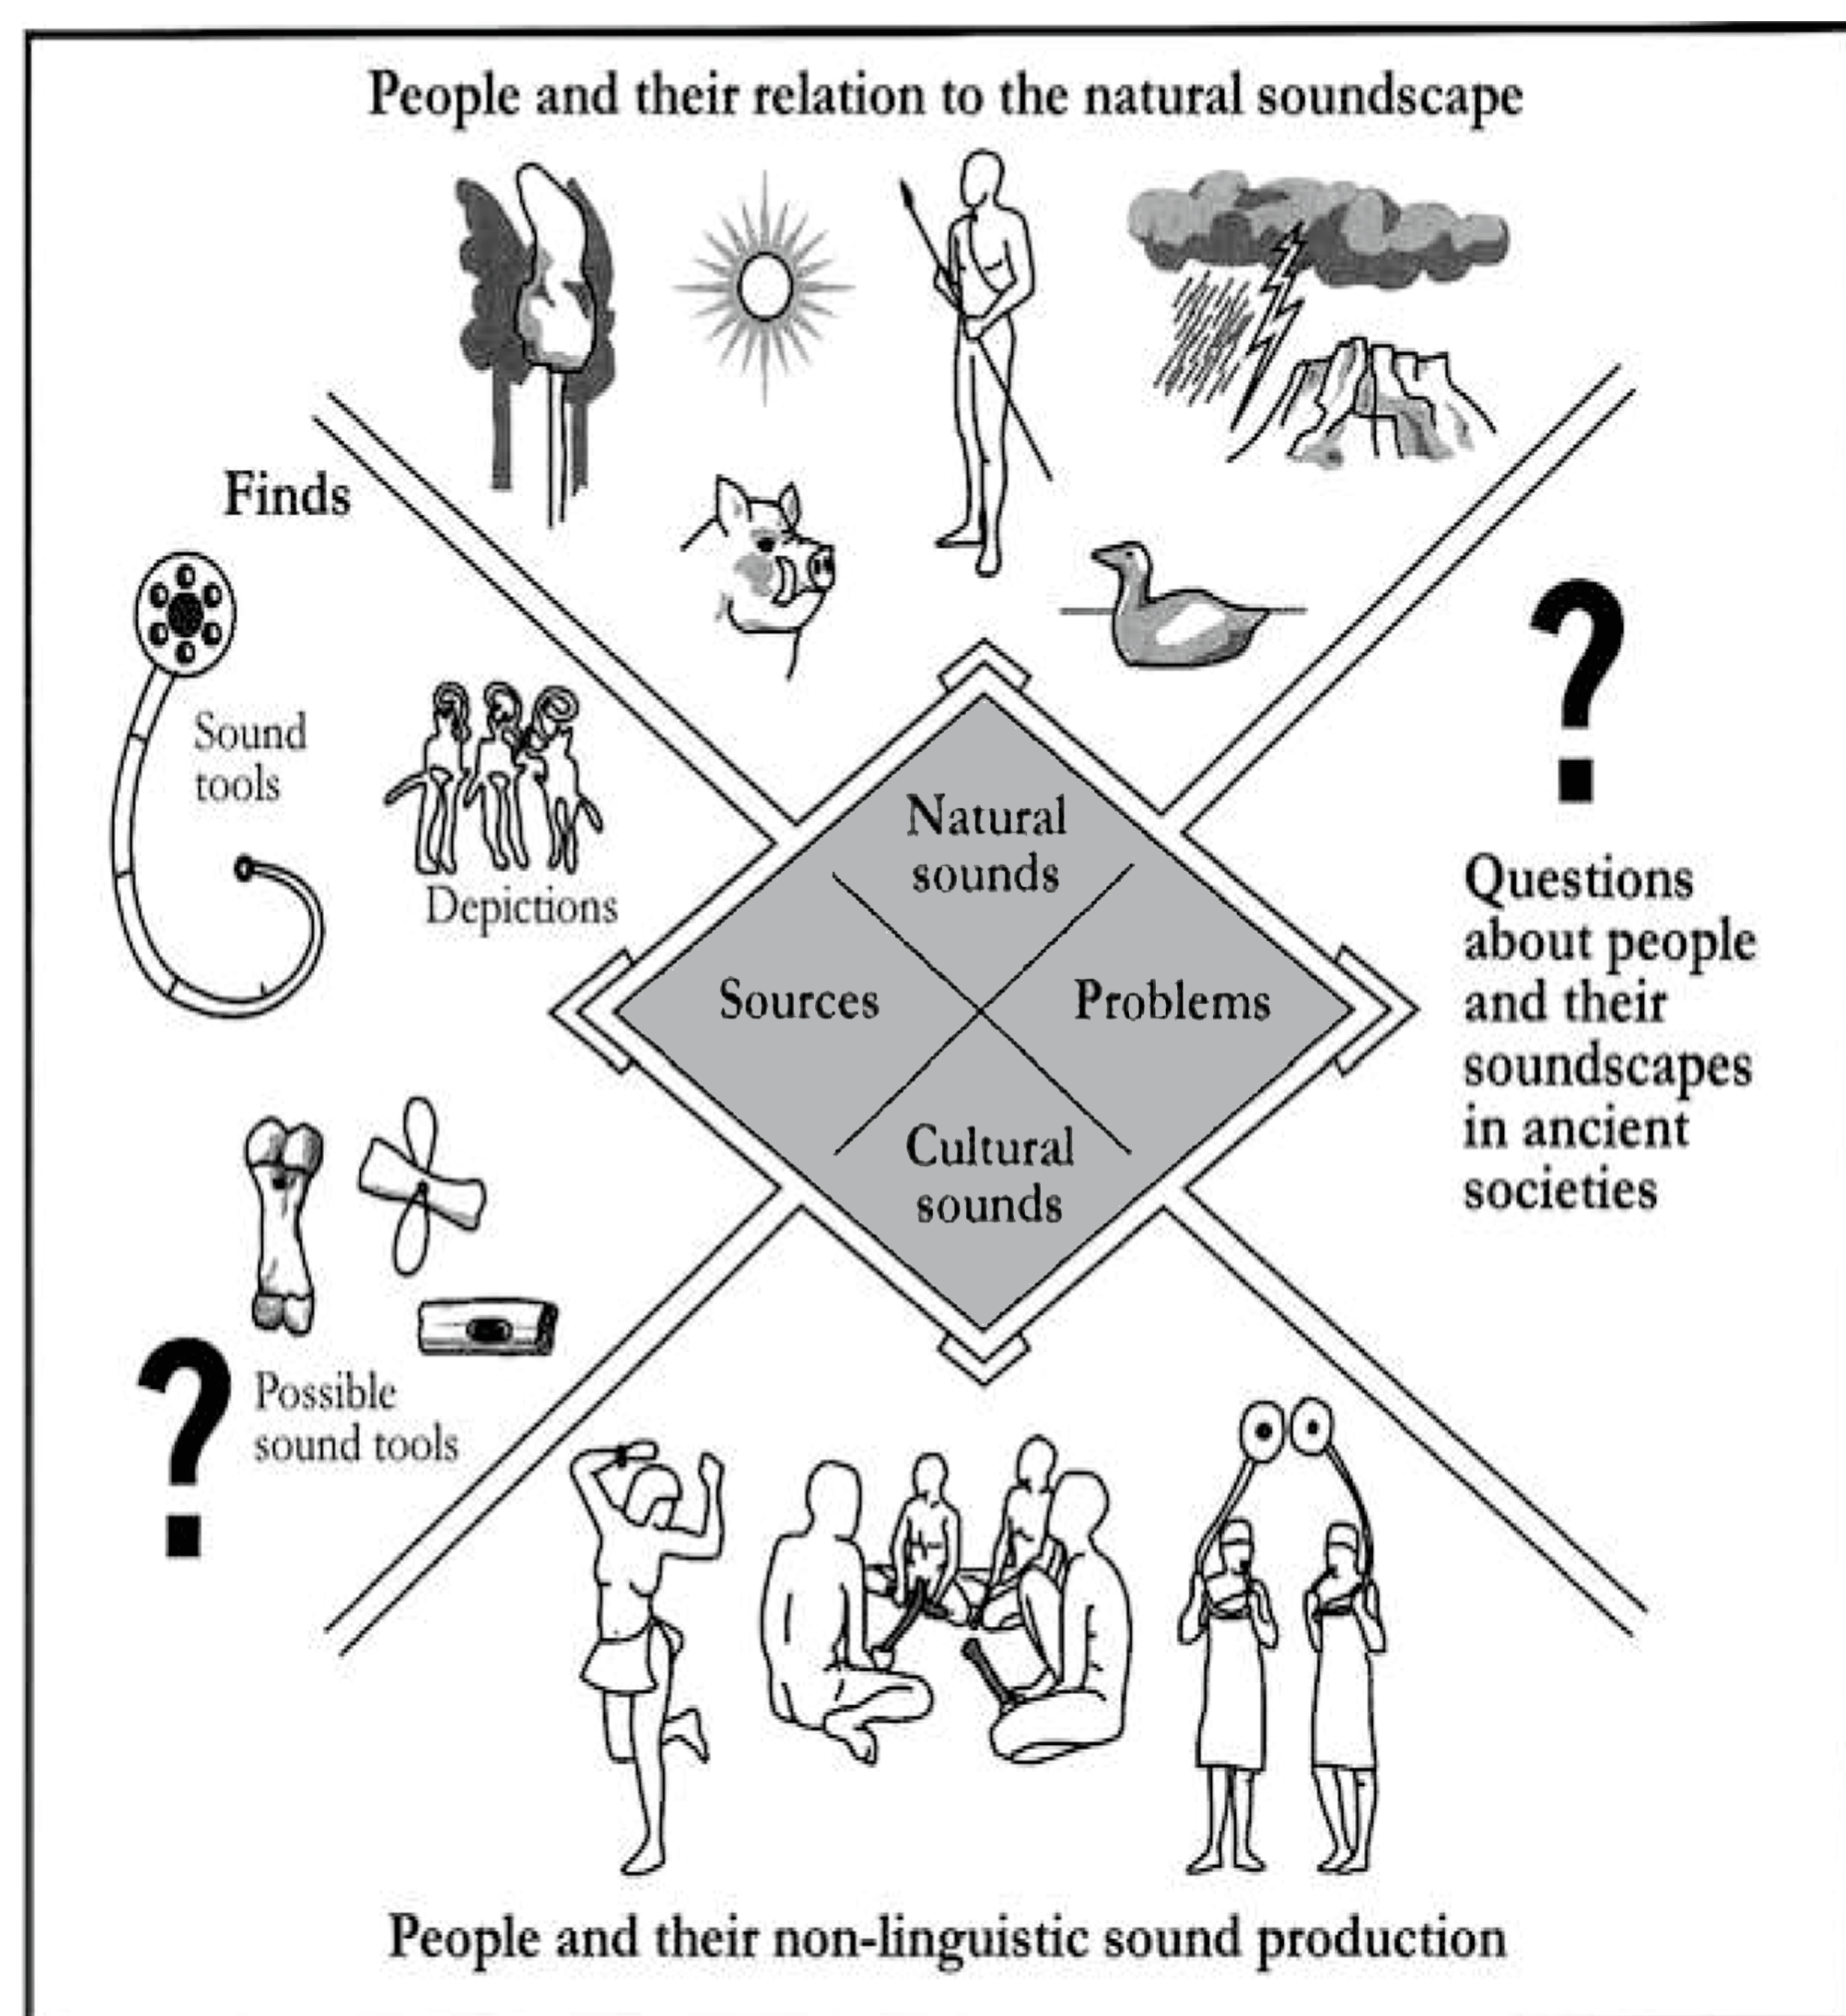 People and their relation to the natural soundscape
Finds
?
Sound
tools
Depictions
Natural
sounds
Sources
Problems
Cultural
sounds
Questions
about people
and their
soundscapes
in ancient
societies
?
Possible
sound tools
People and their non-linguistic sound production